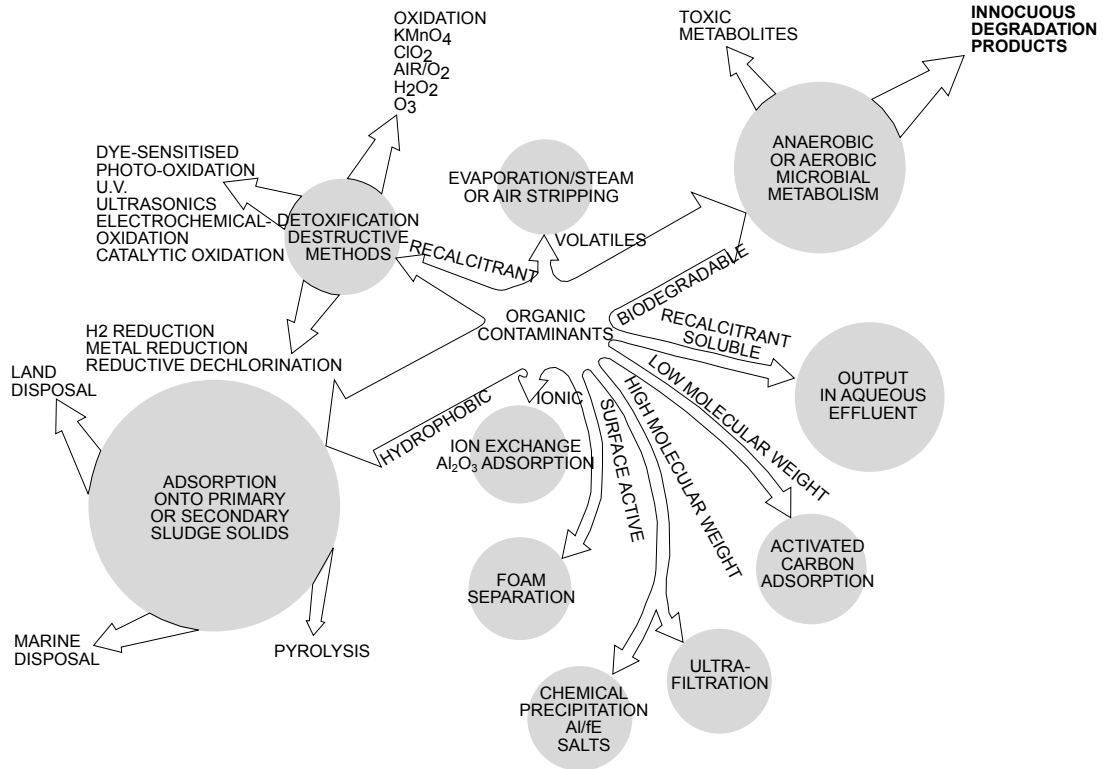 OXIDATION
KMnO4
ClO2
AIR/O2
H2O2
O3
TOXIC
METABOLITES
INNOCUOUS
DEGRADATION
PRODUCTS
DYE-SENSITISED
PHOTO-OXIDATION
U.V.
ULTRASONICS
ELECTROCHEMICAL-
OXIDATION
CATALYTIC OXIDATION
DETOXIFICATION
DESTRUCTIVE
METHODS
EVAPORATION/STEAM
OR AIR STRIPPING
ANAEROBIC
OR AEROBIC
MICROBIAL
METABOLISM
RECALCITRANT
VOLATILES
BIODEGRADABLE
ORGANIC
CONTAMINANTS
RECALCITRANT
SOLUBLE
OUTPUT
IN AQUEOUS
EFFLUENT
H2 REDUCTION
METAL REDUCTION
REDUCTIVE DECHLORINATION
LAND
DISPOSAL
HYDROPHOBIC
IONIC
SURFACE ACTIVE
HIGH MOLECULAR WEIGHT
LOW MOLECULAR WEIGHT
ION EXCHANGE
Al₂O₃ ADSORPTION
ADSORPTION
ONTO PRIMARY
OR SECONDARY
SLUDGE SOLIDS
FOAM
SEPARATION
ACTIVATED
CARBON
ADSORPTION
MARINE
DISPOSAL
PYROLYSIS
ULTRA-
FILTRATION
CHEMICAL
PRECIPITATION
Al/fE
SALTS